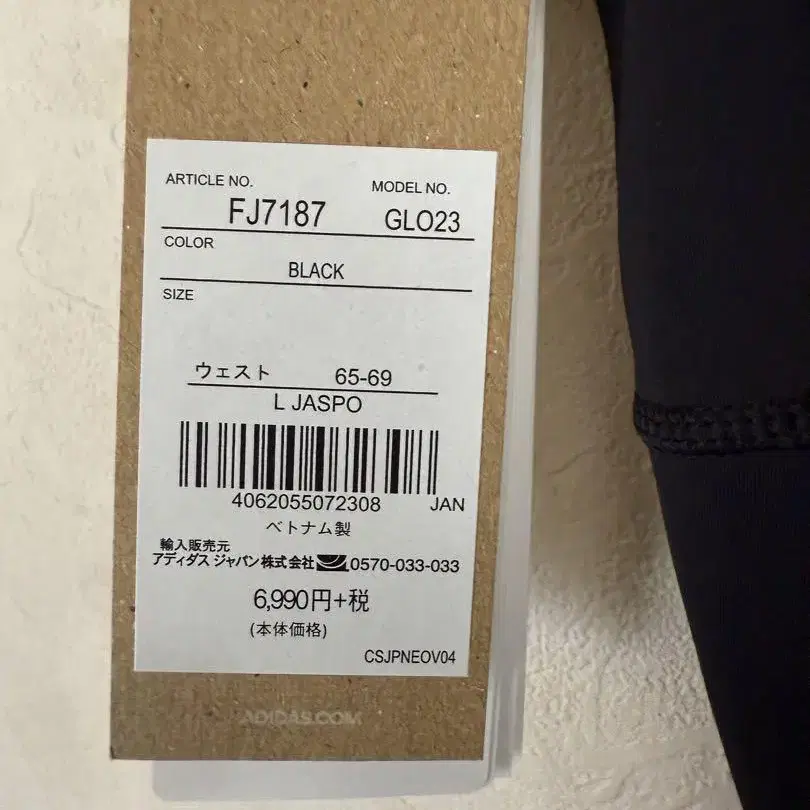 ARTICLE NO. MODEL NO.
FJ7187 GLO23
COLOR
BLACK
SIZE
ウェスト 65-69
L JASPO
4062055072308 JAN
ベトナム製
輸入販売元
アディダス ジャパン株式会社 0570-033-033
6,990円+税
(本体価格)
CSJPNEOV04
ADIDAS.COM